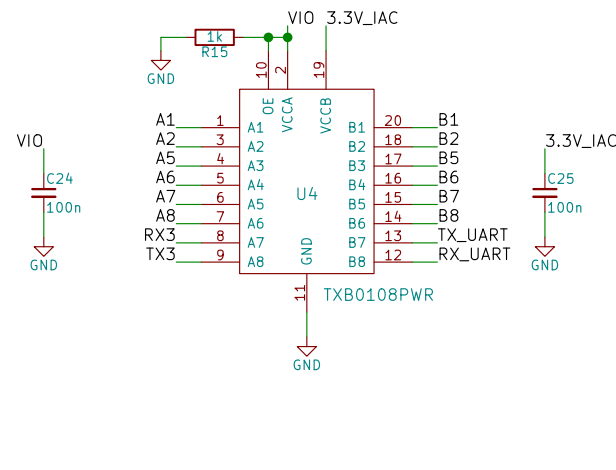 VIO 3.3V_IAC
1k
R15
GND
10
2
19
OE
VCCA
VCCB
A1 1 A1 B1 20 B1
A2 3 A2 B2 18 B2
A5 4 A3 B3 17 B5
A6 5 A4 B4 16 B6
A7 6 A5 B5 15 B7
A8 7 A6 B6 14 B8
RX3 8 A7 B7 13 TX_UART
TX3 9 A8 B8 12 RX_UART
U4
GND
11
TXB0108PWR
GND
VIO
C24
100n
GND
3.3V_IAC
C25
100n
GND